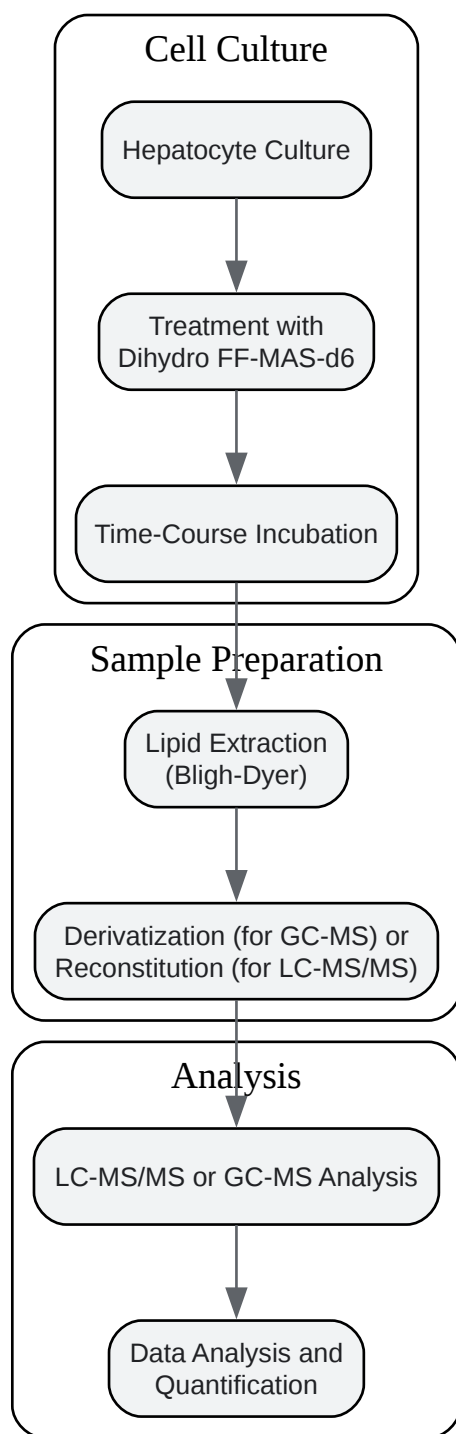 Cell Culture
Hepatocyte Culture
Treatment with
Dihydro FF-MAS-d6
Time-Course Incubation
Sample Preparation
Lipid Extraction
(Bligh-Dyer)
Derivatization (for GC-MS) or
Reconstitution (for LC-MS/MS)
Analysis
LC-MS/MS or GC-MS Analysis
Data Analysis and
Quantification